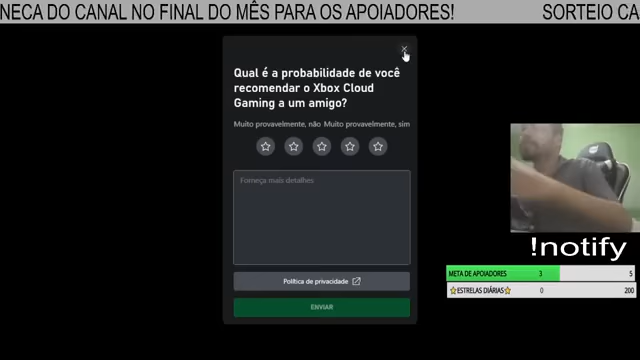 NECA DO CANAL NO FINAL DO MÊS PARA OS APOIADORES! SORTEIO CA
Qual é a probabilidade de você
recomendar o Xbox Cloud
Gaming a um amigo?
Muito provavelmente, não Muito provavelmente, sim
Forneça mais detalhes
Política de privacidade
ENVIAR
!notify
META DE APOIADORES 3 5
⭐ESTRELAS DIÁRIAS⭐ 0 200